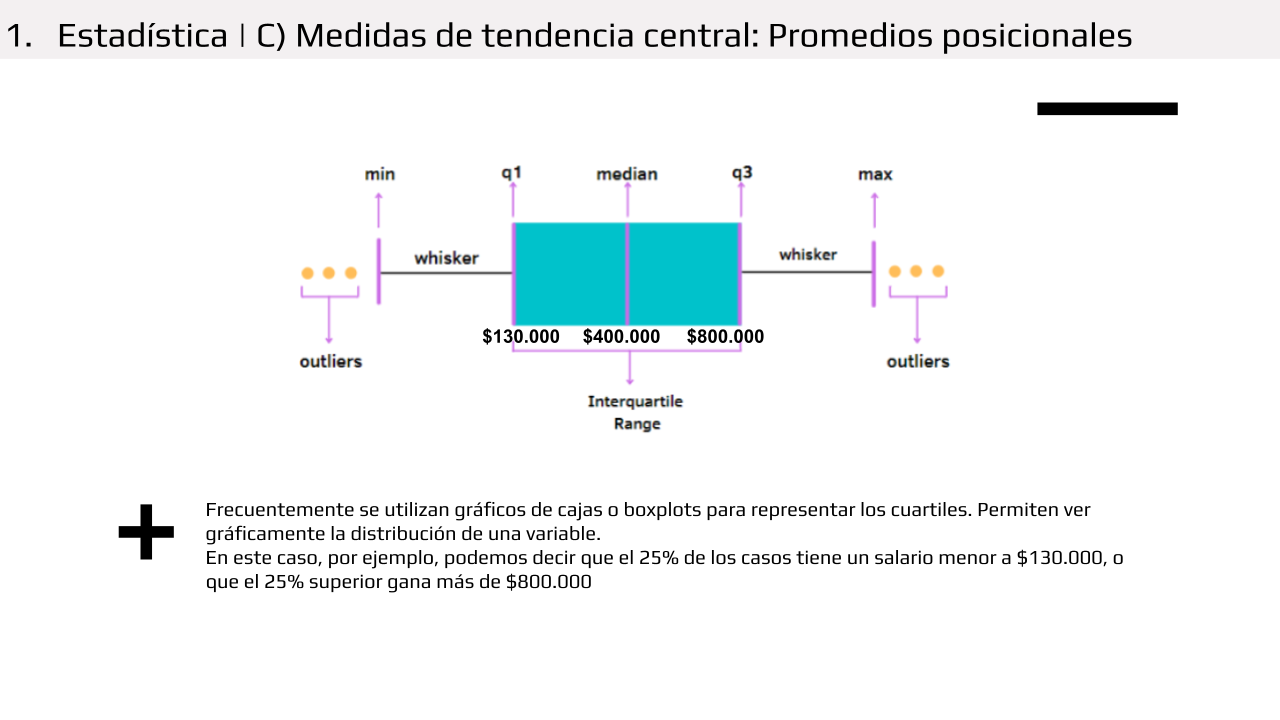 1. Estadística | C) Medidas de tendencia central: Promedios posicionales
min q1 median q3 max
whisker whisker
$130.000 $400.000 $800.000
outliers outliers
Interquartile
Range
Frecuentemente se utilizan gráficos de cajas o boxplots para representar los cuartiles. Permiten ver
gráficamente la distribución de una variable.
En este caso, por ejemplo, podemos decir que el 25% de los casos tiene un salario menor a $130.000, o
que el 25% superior gana más de $800.000